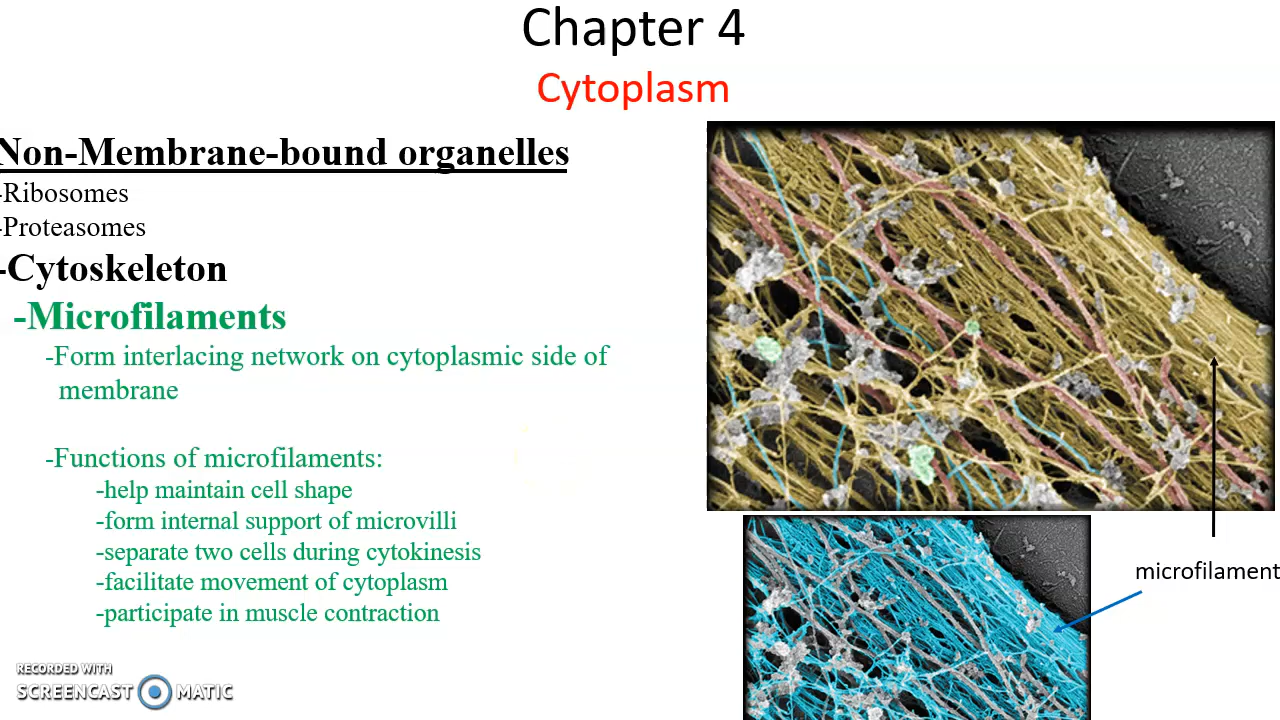 Chapter 4
Cytoplasm
Non-Membrane-bound organelles
-Ribosomes
-Proteasomes
-Cytoskeleton
-Microfilaments
-Form interlacing network on cytoplasmic side of
membrane
-Functions of microfilaments:
-help maintain cell shape
-form internal support of microvilli
-separate two cells during cytokinesis
-facilitate movement of cytoplasm
-participate in muscle contraction
microfilament
RECORDED WITH
SCREENCAST MATIC